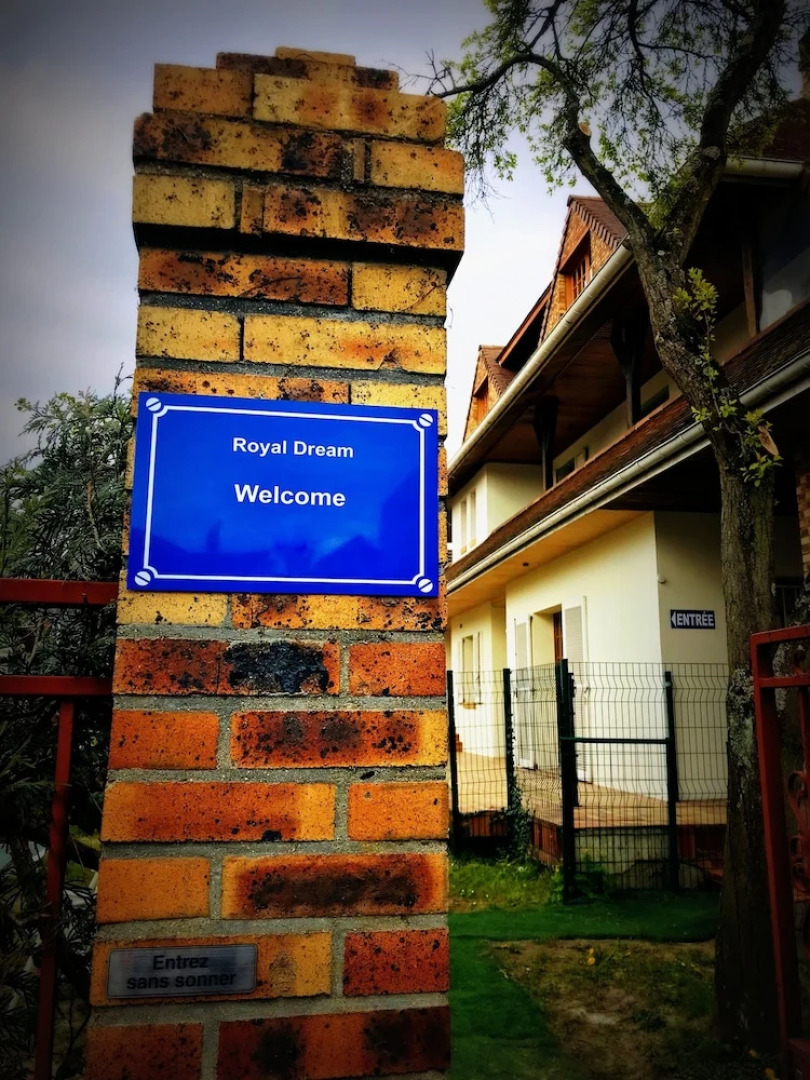 Royal Dream
Welcome
ENTRÉE
Entrez
sans sonner